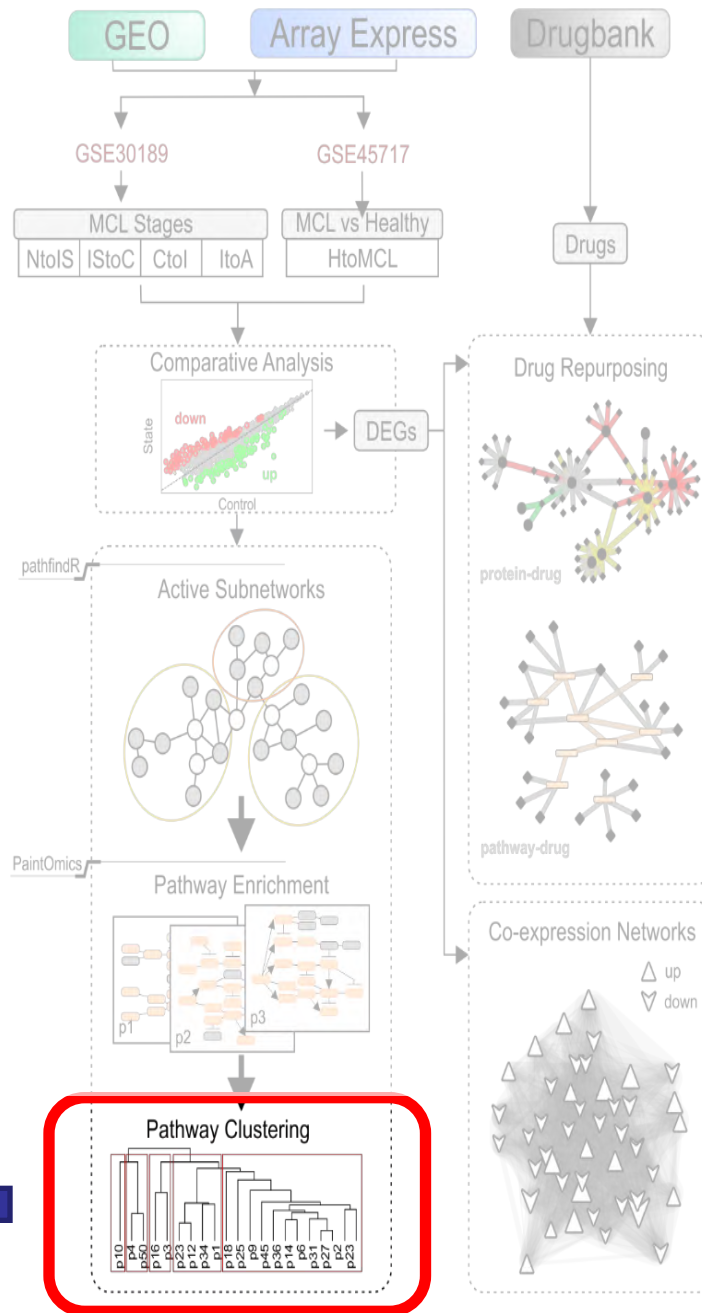 GEO
Array Express
Drugbank
GSE30189
GSE45717
MCL Stages
MCL vs Healthy
NtoIS
IStoC
CtoI
ItoA
HtoMCL
Drugs
Comparative Analysis
State
down
up
Control
DEGs
Drug Repurposing
protein-drug
pathway-drug
pathfindR
Active Subnetworks
PaintOmics
Pathway Enrichment
p1
p2
p3
Co-expression Networks
up
down
Pathway Clustering
p10
p4
p50
p16
p3
p23
p12
p34
p1
p18
p25
p9
p45
p36
p14
p6
p31
p27
p2
p23